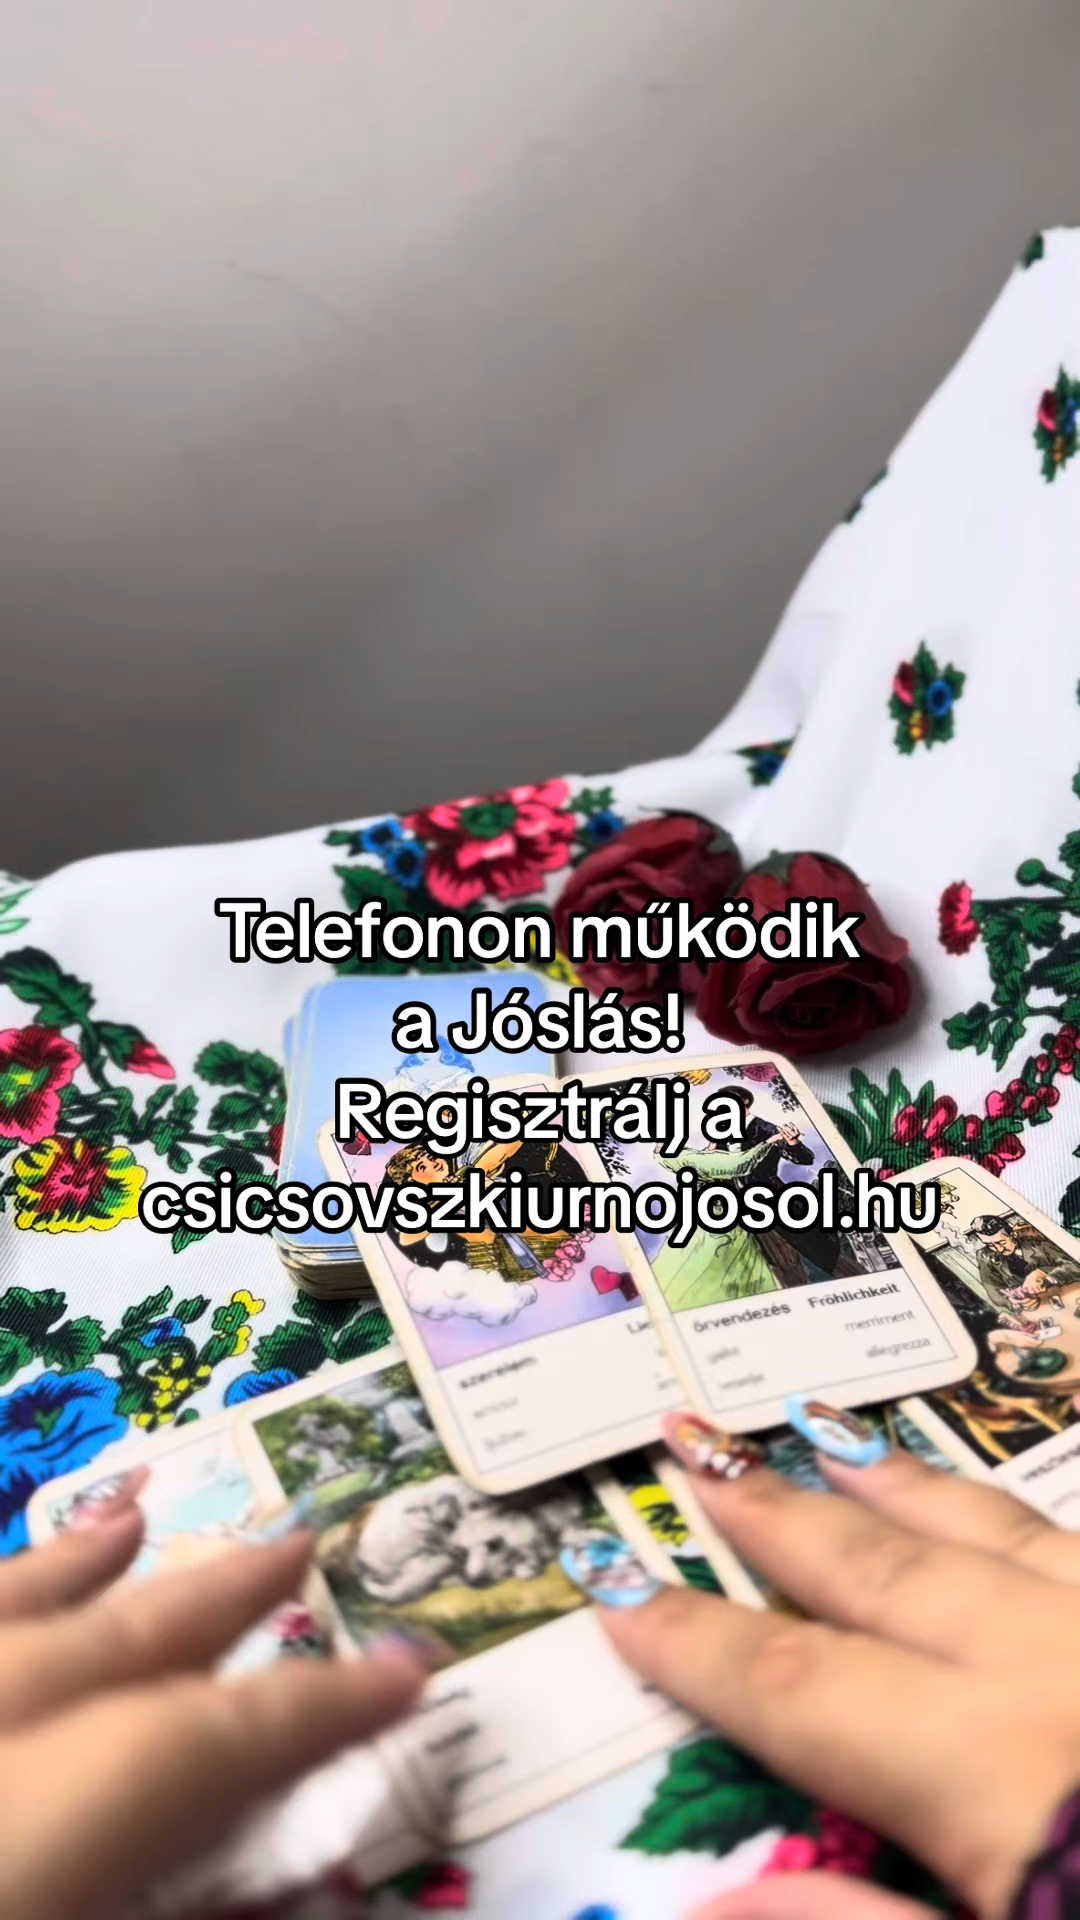 Telefonon működik
a Jóslás!
Regisztrálj a
csicsovszkiurnojosol.hu
örvendezés Fröhlichkeit
merriment
allegrezza
szerelem